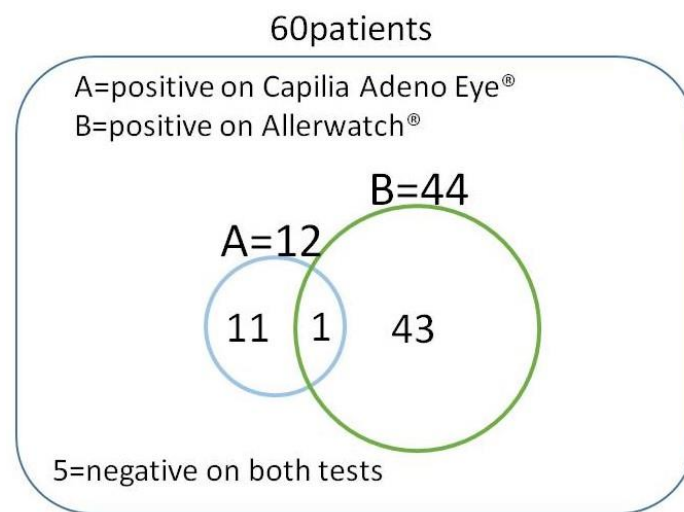 60patients
A=positive on Capilia Adeno Eye®
B=positive on Allerwatch®
B=44
A=12
11 1 43
5=negative on both tests